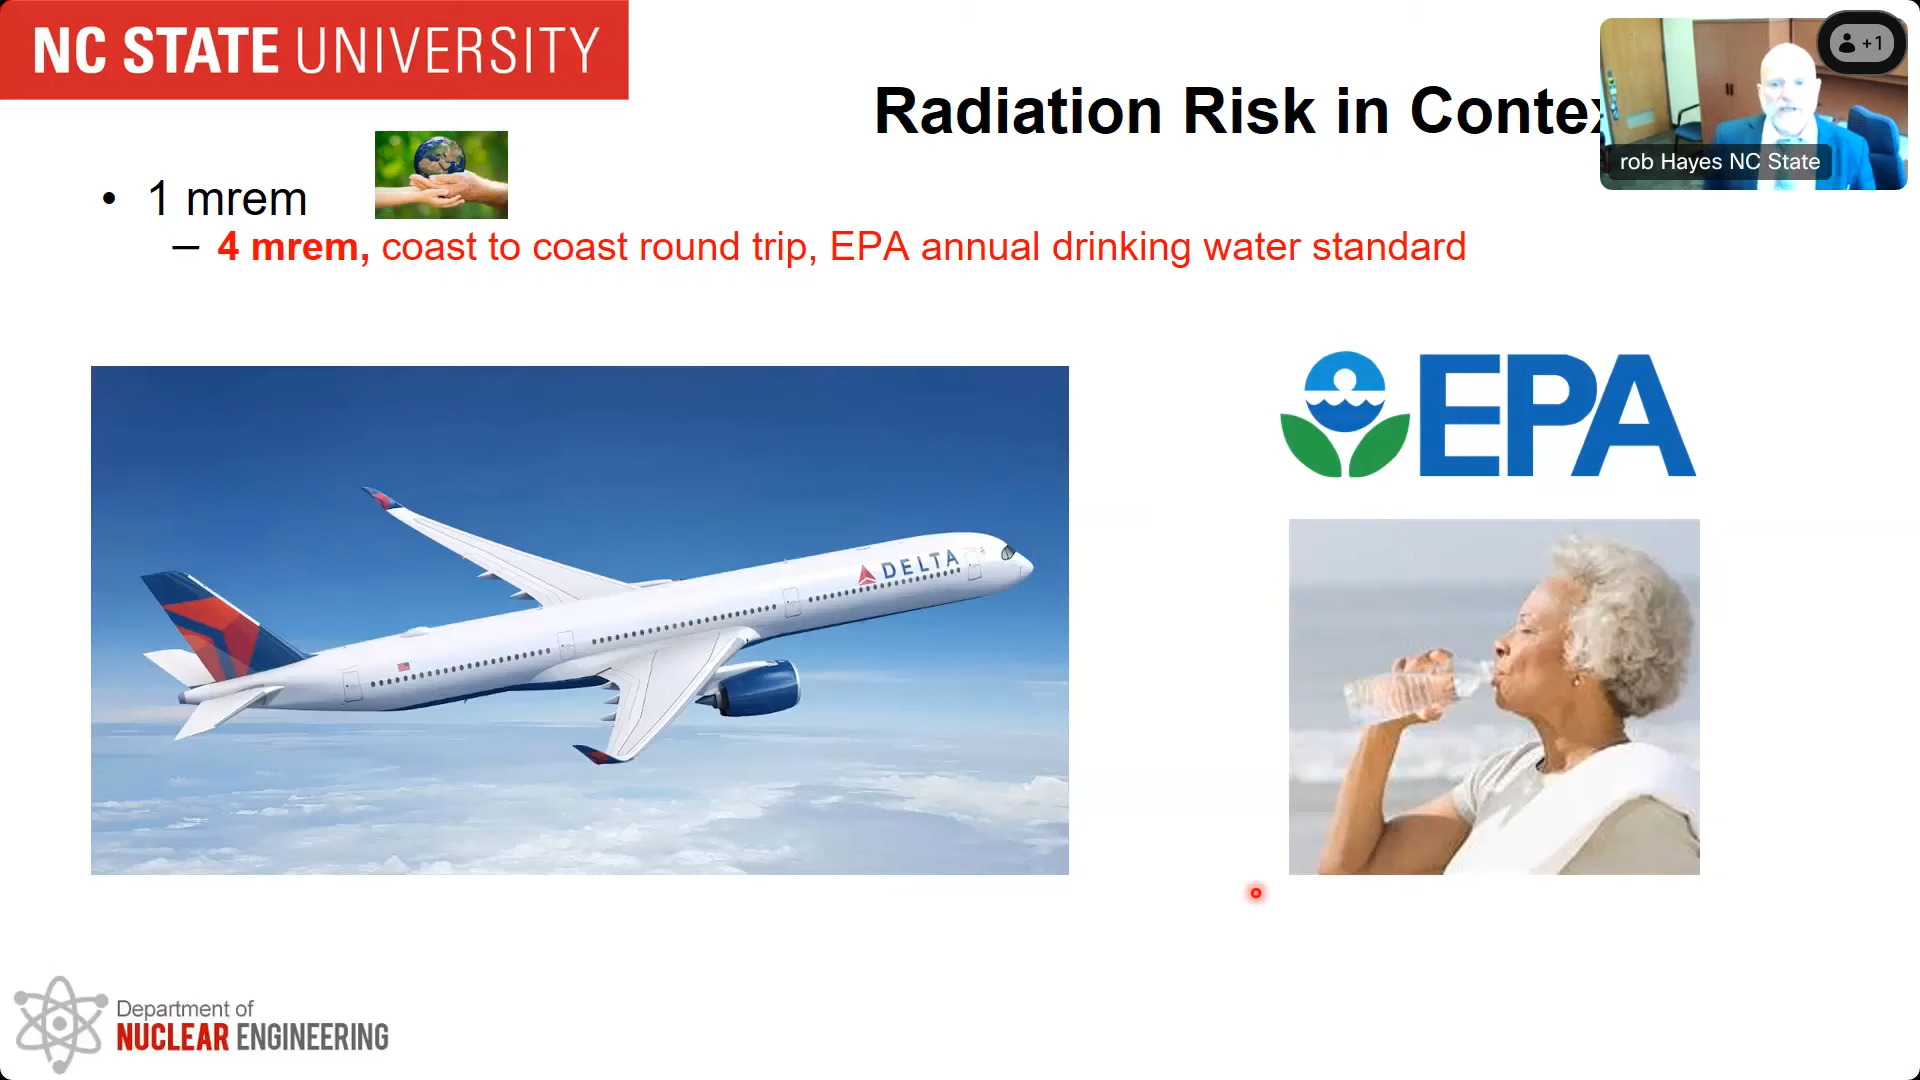 NC STATE UNIVERSITY
Radiation Risk in Contex
+1
rob Hayes NC State
• 1 mrem
– 4 mrem, coast to coast round trip, EPA annual drinking water standard
EPA
DELTA
Department of
NUCLEAR ENGINEERING